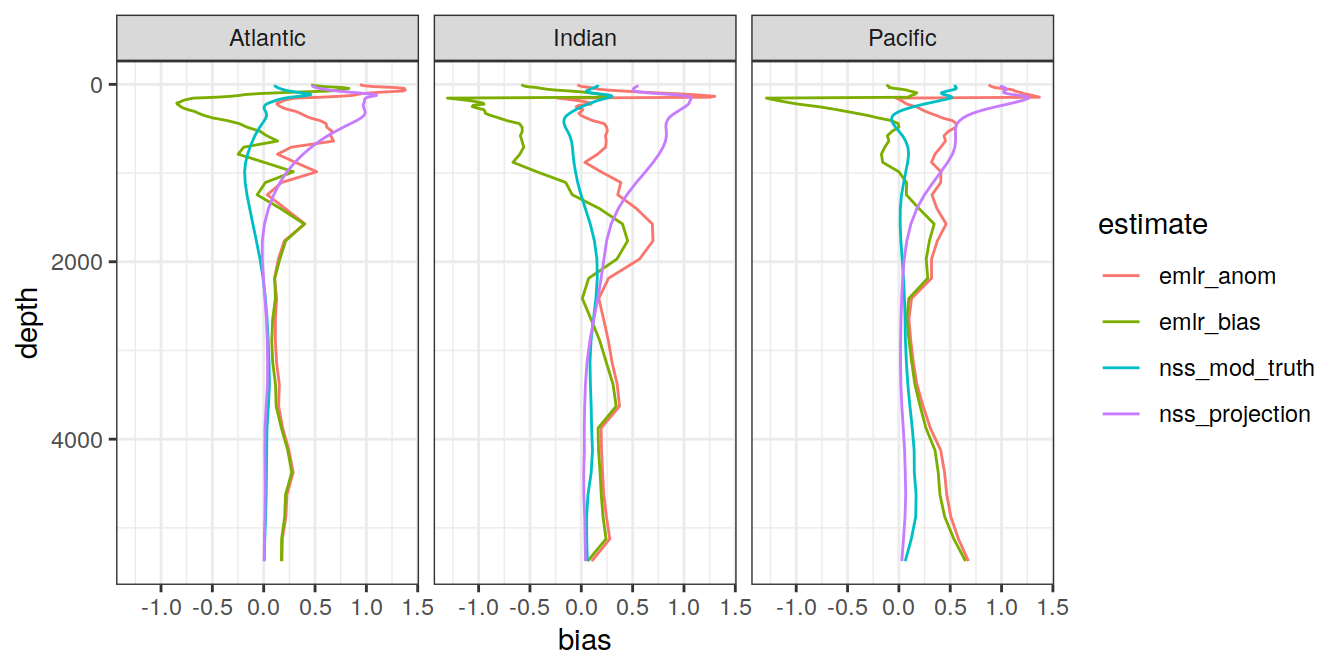 Atlantic Indian Pacific
0
2000
4000
depth
-1.0 -0.5 0.0 0.5 1.0 1.5 -1.0 -0.5 0.0 0.5 1.0 1.5 -1.0 -0.5 0.0 0.5 1.0 1.5
bias
estimate
emlr_anom
emlr_bias
nss_mod_truth
nss_projection